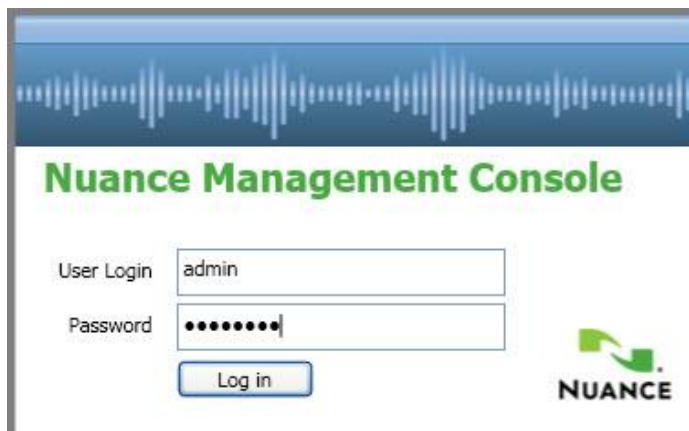 Nuance Management Console
User Login admin
Password ••••••••
Log in
NUANCE